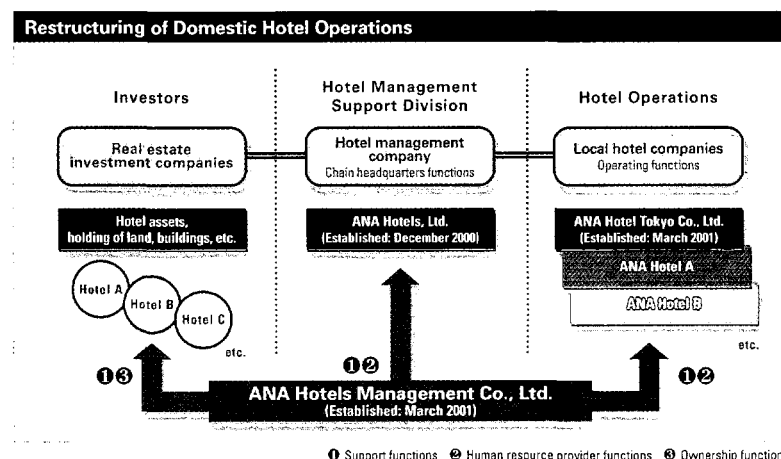 Restructuring of Domestic Hotel Operations
Investors
Hotel Management
Support Division
Hotel Operations
Real estate
investment companies
Hotel management
company
Chain headquarters functions
Local hotel companies
Operating functions
Hotel assets,
holding of land, buildings, etc.
ANA Hotels, Ltd.
(Established: December 2000)
ANA Hotel Tokyo Co., Ltd.
(Established: March 2001)
ANA Hotel A
ANA Hotel B
Hotel A
Hotel B
Hotel C
etc.
etc.
❶❸
❶❷
❶❷
ANA Hotels Management Co., Ltd.
(Established: March 2001)
❶ Support functions ❷ Human resource provider functions ❸ Ownership function